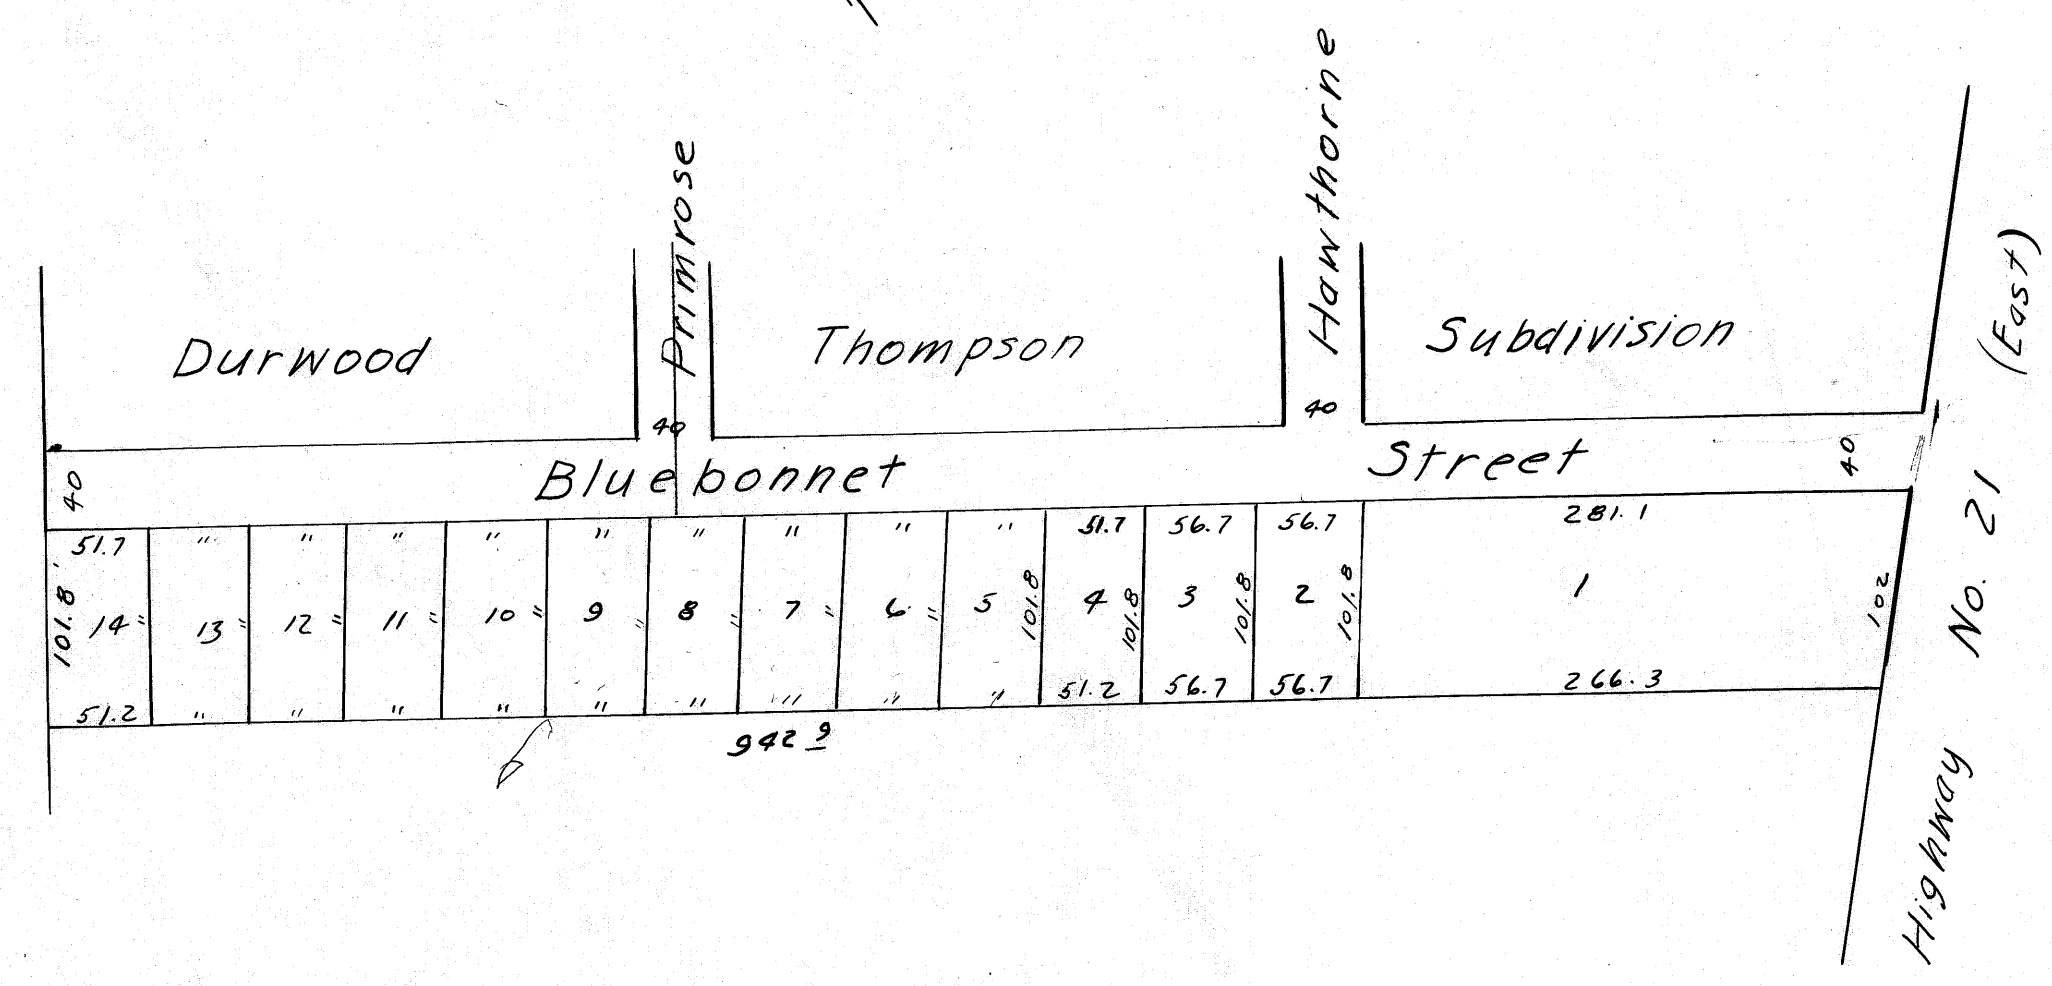 Primrose
Hawthorne
Durwood Thompson Subdivision
(East)
40 40
40 Bluebonnet Street 40
Highway No. 21
51.7 " " " " " " " " " 51.7 56.7 56.7 281.1
101.8' 14 " 13 " 12 " 11 " 10 " 9 " 8 " 7 " 6 " 5 101.8 4 101.8 3 101.8 2 101.8 1 102
51.2 " " " " " " " " " 51.2 56.7 56.7 266.3
942 9